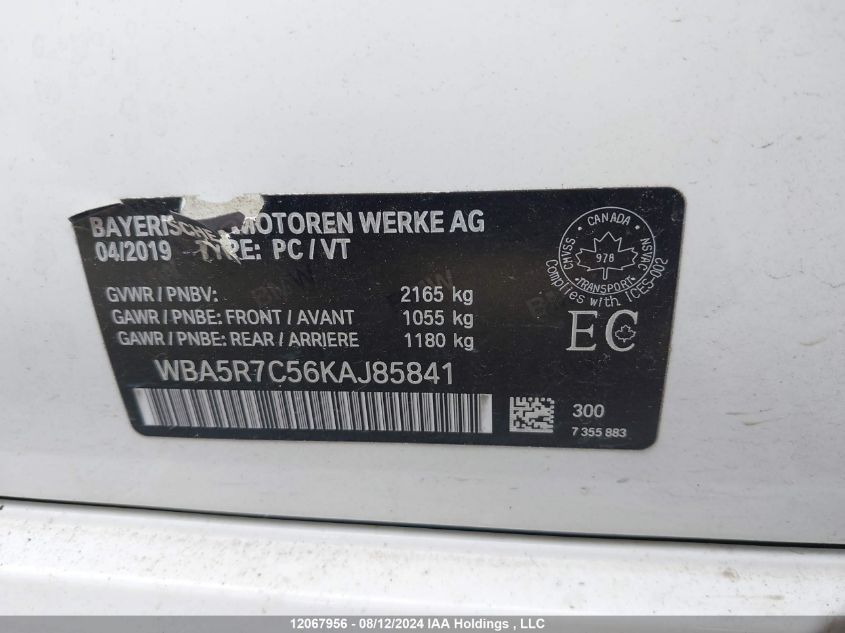 BAYERISCHE MOTOREN WERKE AG
04/2019 TYPE: PC / VT
GVWR / PNBV: 2165 kg
GAWR / PNBE: FRONT / AVANT 1055 kg
GAWR / PNBE: REAR / ARRIERE 1180 kg
WBA5R7C56KAJ85841
CANADA
CMVSS 978 NSVAC
TRANSPORT
Complies with ICES-002
EC
300
7 355 883
12067956 - 08/12/2024 IAA Holdings , LLC